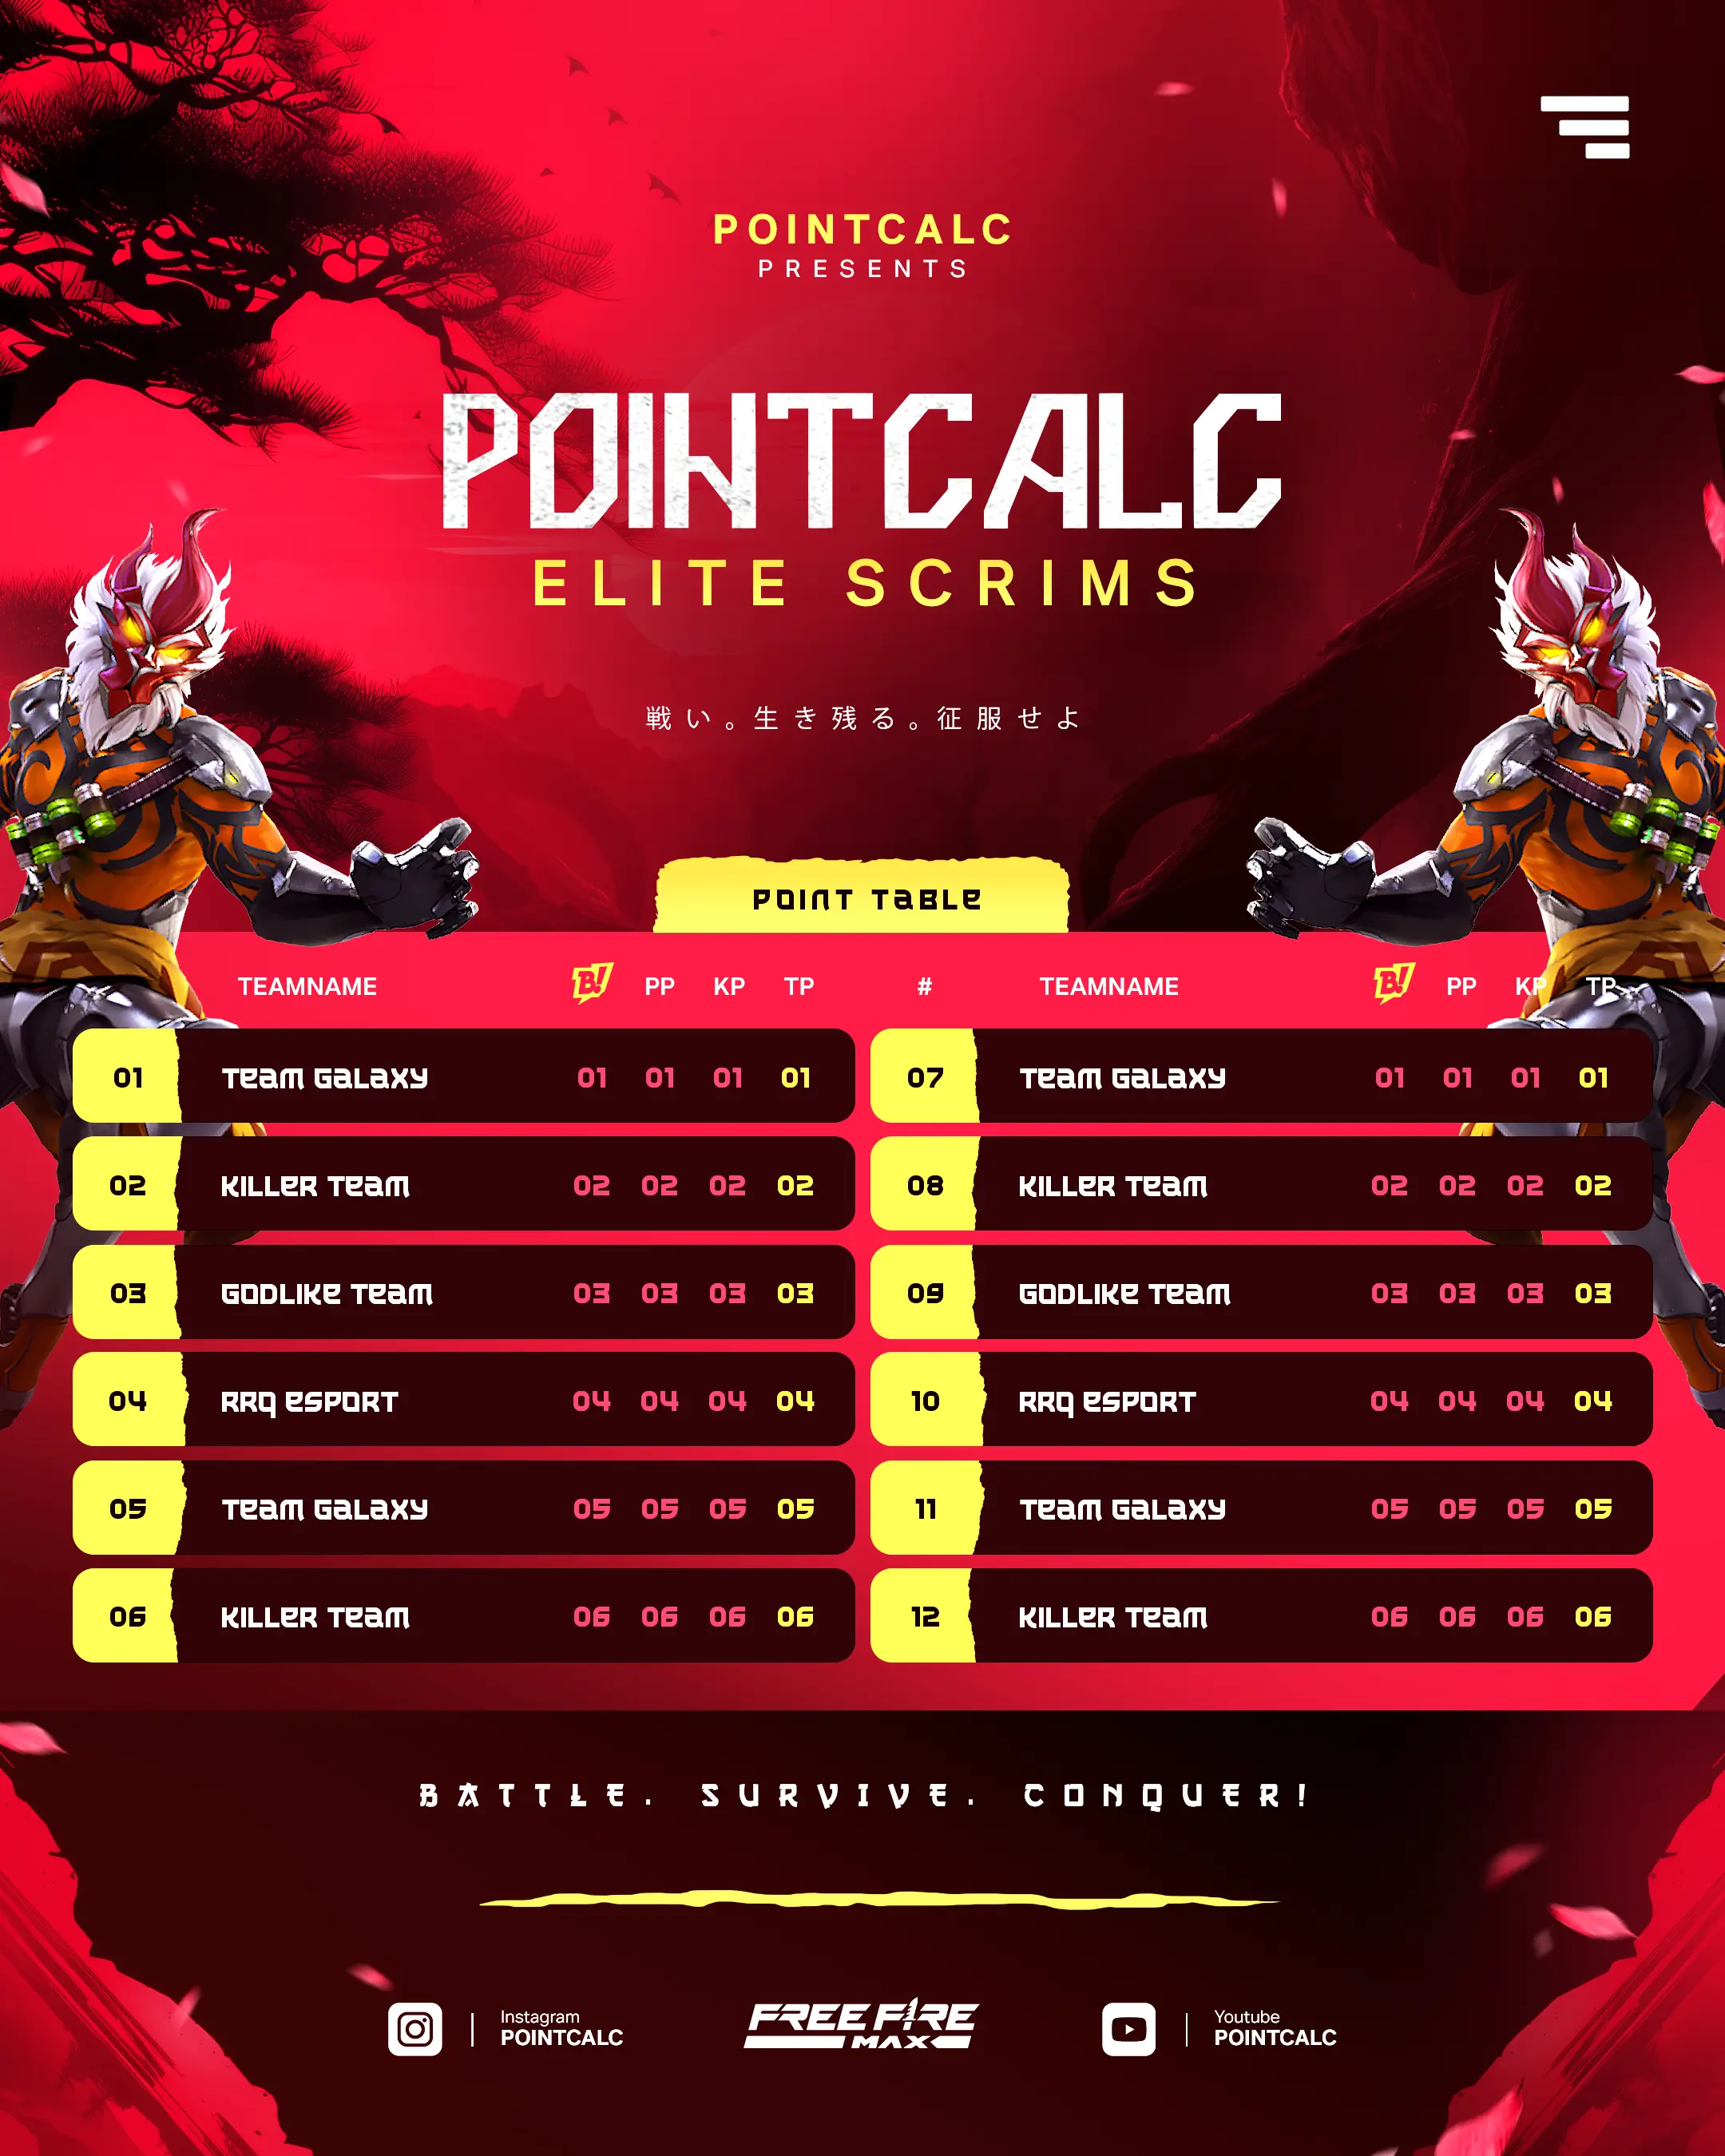 POINTCALC
PRESENTS
POINTCALC
ELITE SCRIMS
戦い。生き残る。征服せよ
POINT TABLE
TEAMNAME B! PP KP TP
01 TEAM GALAXY 01 01 01 01
02 KILLER TEAM 02 02 02 02
03 GODLIKE TEAM 03 03 03 03
04 RRQ ESPORT 04 04 04 04
05 TEAM GALAXY 05 05 05 05
06 KILLER TEAM 06 06 06 06
# TEAMNAME B! PP KP TP
07 TEAM GALAXY 01 01 01 01
08 KILLER TEAM 02 02 02 02
09 GODLIKE TEAM 03 03 03 03
10 RRQ ESPORT 04 04 04 04
11 TEAM GALAXY 05 05 05 05
12 KILLER TEAM 06 06 06 06
BATTLE. SURVIVE. CONQUER!
Instagram
POINTCALC
FREE FIRE
MAX
Youtube
POINTCALC